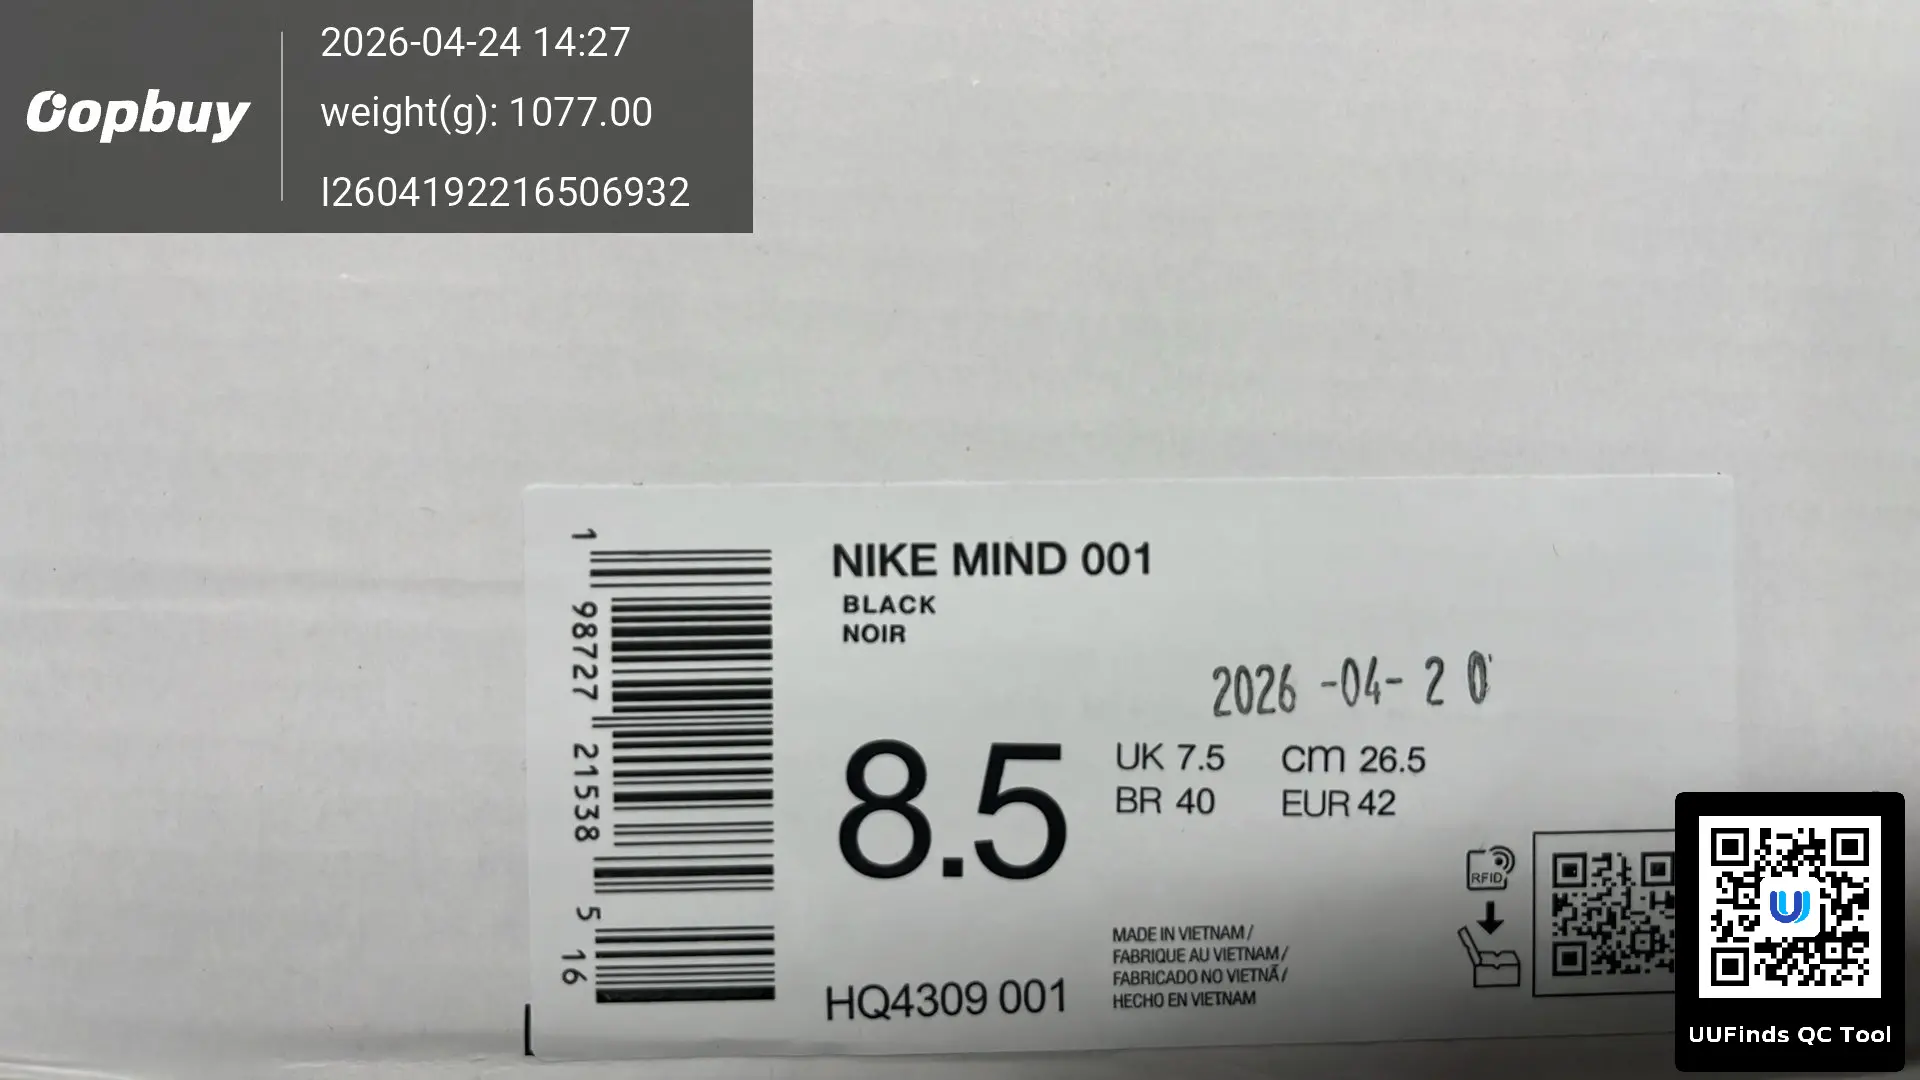 Oopbuy
2026-04-24 14:27
weight(g): 1077.00
I2604192216506932
1 98727 21538 5 16
NIKE MIND 001
BLACK
NOIR
2026 -04- 2 0
8.5
UK 7.5 CM 26.5
BR 40 EUR 42
RFID
MADE IN VIETNAM /
FABRIQUE AU VIETNAM /
FABRICADO NO VIETNÃ /
HECHO EN VIETNAM
HQ4309 001
UUFinds QC Tool